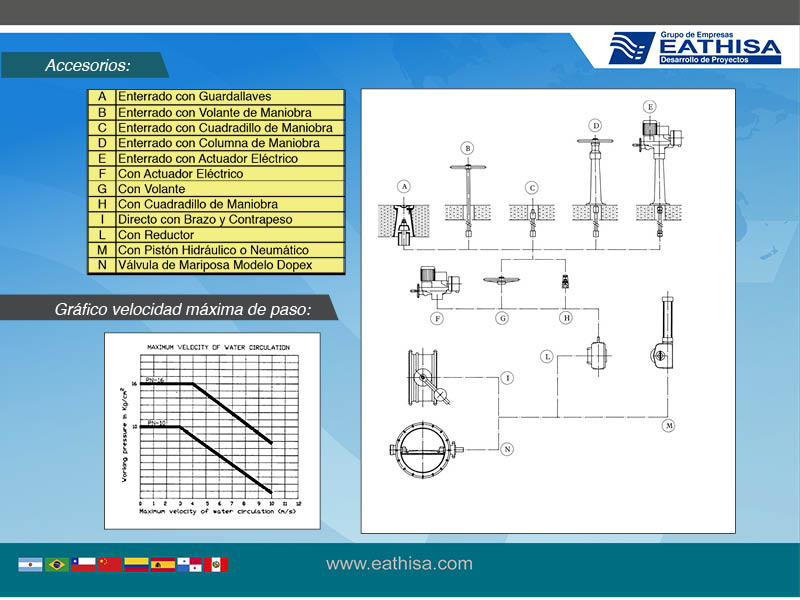 Grupo de Empresas
EATHISA
Desarrollo de Proyectos
Accesorios:
A Enterrado con Guardallaves
B Enterrado con Volante de Maniobra
C Enterrado con Cuadradillo de Maniobra
D Enterrado con Columna de Maniobra
E Enterrado con Actuador Eléctrico
F Con Actuador Eléctrico
G Con Volante
H Con Cuadradillo de Maniobra
I Directo con Brazo y Contrapeso
L Con Reductor
M Con Pistón Hidráulico o Neumático
N Válvula de Mariposa Modelo Dopex
E
D
B
A
C
F
G
H
L
I
M
N
Gráfico velocidad máxima de paso:
MAXIMUM VELOCITY OF WATER CIRCULATION
Working pressure in Kg/cm²
16
PN-16
10
PN-10
0 1 2 3 4 5 6 7 8 9 10 11 12
Maximum velocity of water circulation (m/s)
www.eathisa.com